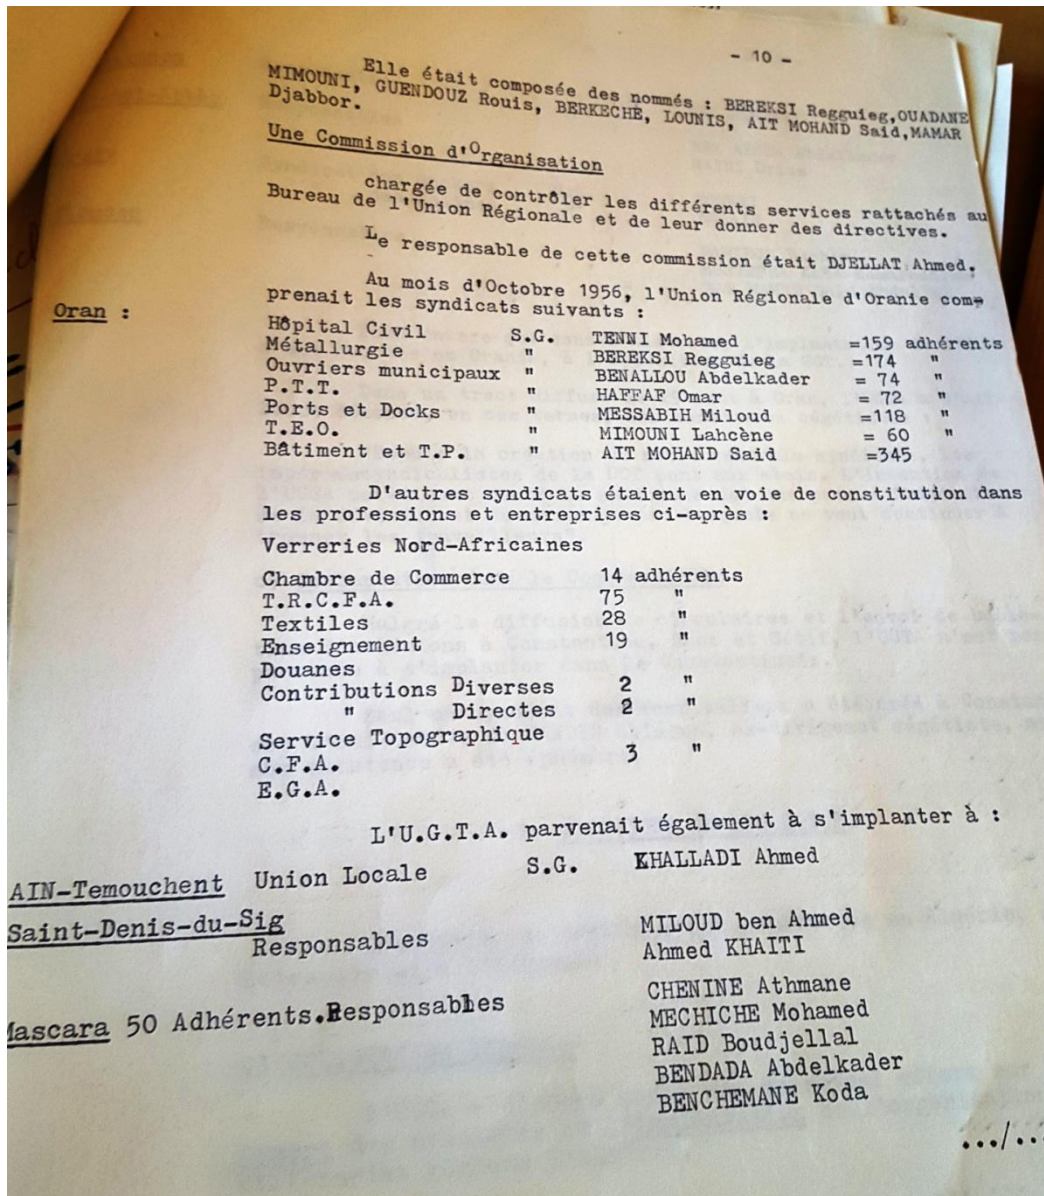 - 10 -
Elle était composée des nommés : BEREKSI Regguieg,OUADANE
MIMOUNI, GUENDOUZ Rouis, BERKECHE, LOUNIS, AIT MOHAND Said,MAMAR
Djabbor.
Une Commission d'Organisation
chargée de contrôler les différents services rattachés au
Bureau de l'Union Régionale et de leur donner des directives.
Le responsable de cette commission était DJELLAT Ahmed.
Au mois d'Octobre 1956, l'Union Régionale d'Oranie com-
prenait les syndicats suivants :
Oran :
Hôpital Civil S.G. TENNI Mohamed =159 adhérents
Métallurgie " BEREKSI Regguieg =174 "
Ouvriers municipaux " BENALLOU Abdelkader = 74 "
P.T.T. " HAFFAF Omar = 72 "
Ports et Docks " MESSABIH Miloud =118 "
T.E.O. " MIMOUNI Lahcène = 60 "
Bâtiment et T.P. " AIT MOHAND Said =345
D'autres syndicats étaient en voie de constitution dans
les professions et entreprises ci-après :
Verreries Nord-Africaines
Chambre de Commerce 14 adhérents
T.R.C.F.A. 75 "
Textiles 28 "
Enseignement 19 "
Douanes
Contributions Diverses 2 "
" Directes 2 "
Service Topographique
C.F.A. 3 "
E.G.A.
L'U.G.T.A. parvenait également à s'implanter à :
AIN-Temouchent Union Locale S.G. KHALLADI Ahmed
Saint-Denis-du-Sig
Responsables MILOUD ben Ahmed
Ahmed KHAITI
Mascara 50 Adhérents.Responsables CHENINE Athmane
MECHICHE Mohamed
RAID Boudjellal
BENDADA Abdelkader
BENCHEMANE Koda
.../...